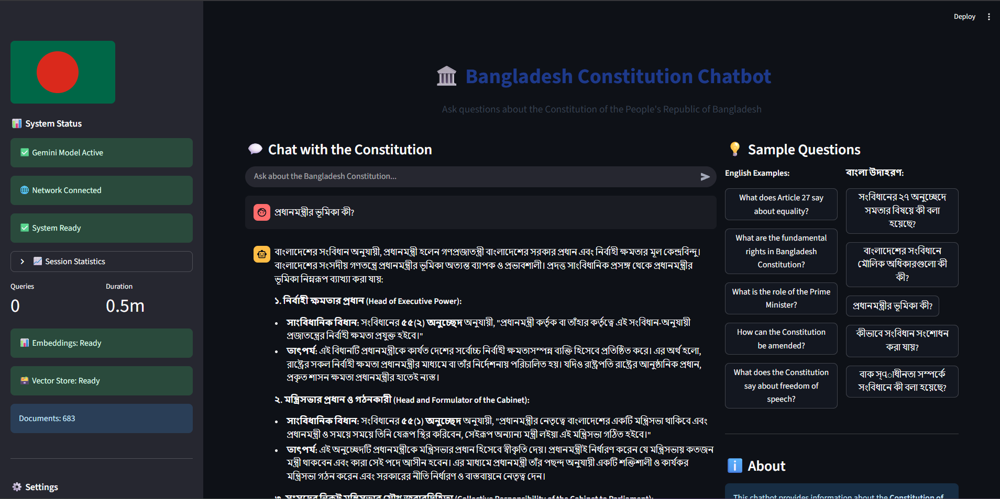 Deploy
System Status
Gemini Model Active
Network Connected
System Ready
Session Statistics
Queries
Duration
0
0.5m
Embeddings: Ready
Vector Store: Ready
Documents: 683
Settings
Bangladesh Constitution Chatbot
Ask questions about the Constitution of the People's Republic of Bangladesh
Chat with the Constitution
Ask about the Bangladesh Constitution...
প্রধানমন্ত্রীর ভূমিকা কী?
বাংলাদেশের সংবিধান অনুযায়ী, প্রধানমন্ত্রী হলেন গণপ্রজাতন্ত্রী বাংলাদেশের সরকার প্রধান এবং নির্বাহী ক্ষমতার মূল কেন্দ্রবিন্দু।
বাংলাদেশের সংসদীয় গণতন্ত্রে প্রধানমন্ত্রীর ভূমিকা অত্যন্ত ব্যাপক ও প্রভাবশালী। প্রদত্ত সাংবিধানিক প্রসঙ্গ থেকে প্রধানমন্ত্রীর
ভূমিকা নিম্নরূপ ব্যাখ্যা করা যায়:
১. নির্বাহী ক্ষমতার প্রধান (Head of Executive Power):
• সাংবিধানিক বিধান: সংবিধানের ৫৫(২) অনুচ্ছেদ অনুযায়ী, "প্রধানমন্ত্রী কর্তৃক বা তাঁহার কর্তৃত্বে এই সংবিধান-অনুযায়ী
প্রজাতন্ত্রের নির্বাহী ক্ষমতা প্রযুক্ত হইবে।"
• তাৎপর্য: এই বিধানটি প্রধানমন্ত্রীকে কার্যত দেশের সর্বোচ্চ নির্বাহী ক্ষমতাসম্পন্ন ব্যক্তি হিসেবে প্রতিষ্ঠিত করে। এর অর্থ হলো,
রাষ্ট্রের সকল নির্বাহী ক্ষমতা প্রধানমন্ত্রীর মাধ্যমে বা তাঁর নির্দেশনায় পরিচালিত হয়। যদিও রাষ্ট্রপতি রাষ্ট্রের আনুষ্ঠানিক প্রধান,
প্রকৃত শাসন ক্ষমতা প্রধানমন্ত্রীর হাতেই ন্যস্ত।
২. মন্ত্রিসভার প্রধান ও গঠনকারী (Head and Formulator of the Cabinet):
• সাংবিধানিক বিধান: সংবিধানের ৫৫(১) অনুচ্ছেদ অনুযায়ী, "প্রধানমন্ত্রীর নেতৃত্বে বাংলাদেশের একটি মন্ত্রিসভা থাকিবে এবং
প্রধানমন্ত্রী ও সময়ে সময়ে তিনি যেরূপ স্থির করিবেন, সেইরূপ অন্যান্য মন্ত্রী লইয়া এই মন্ত্রিসভা গঠিত হইবে।"
• তাৎপর্য: এই অনুচ্ছেদটি প্রধানমন্ত্রীকে মন্ত্রিসভার প্রধান হিসেবে স্বীকৃতি দেয়। প্রধানমন্ত্রীই নির্ধারণ করেন যে মন্ত্রিসভায় কতজন
মন্ত্রী থাকবেন এবং কারা সেই পদে আসীন হবেন। এর মাধ্যমে প্রধানমন্ত্রী তাঁর পছন্দ অনুযায়ী একটি শক্তিশালী ও কার্যকর
মন্ত্রিসভা গঠন করেন এবং সরকারের নীতি নির্ধারণ ও বাস্তবায়নে নেতৃত্ব দেন।
৩. সংসদের নিকট মন্ত্রিসভার যৌথ জবাবদিহিতা (Collective Responsibility of the Cabinet to Parliament):
Sample Questions
English Examples:
What does Article 27 say
about equality?
What are the fundamental
rights in Bangladesh
Constitution?
What is the role of the Prime
Minister?
How can the Constitution
be amended?
What does the Constitution
say about freedom of
speech?
বাংলা উদাহরণ:
সংবিধানের ২৭ অনুচ্ছেদে
সমতার বিষয়ে কী বলা
হয়েছে?
বাংলাদেশের সংবিধানে
মৌলিক অধিকারগুলো কী
কী?
প্রধানমন্ত্রীর ভূমিকা কী?
কীভাবে সংবিধান সংশোধন
করা যায়?
সম্পর্কে
সংবিধানে কী বলা হয়েছে?
About
This chatbot provides information about the Constitution of